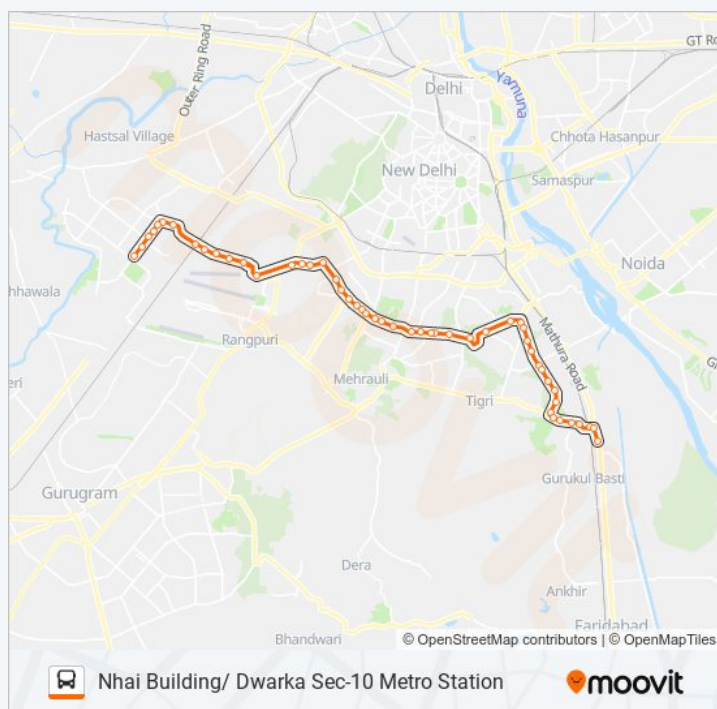 GT Ro
Delhi
Yamuna
Outer Ring Road
Hastsal Village
Chhota Hasanpur
New Delhi
Samaspur
Noida
hhawala
Mathura Road
Rangpuri
Gr
eri
Mehrauli
Tigri
Gurukul Basti
Gurugram
Dera
Ankhir
Faridabad
Bhandwari
© OpenStreetMap contributors | © OpenMapTiles
Nhai Building/ Dwarka Sec-10 Metro Station
moovit